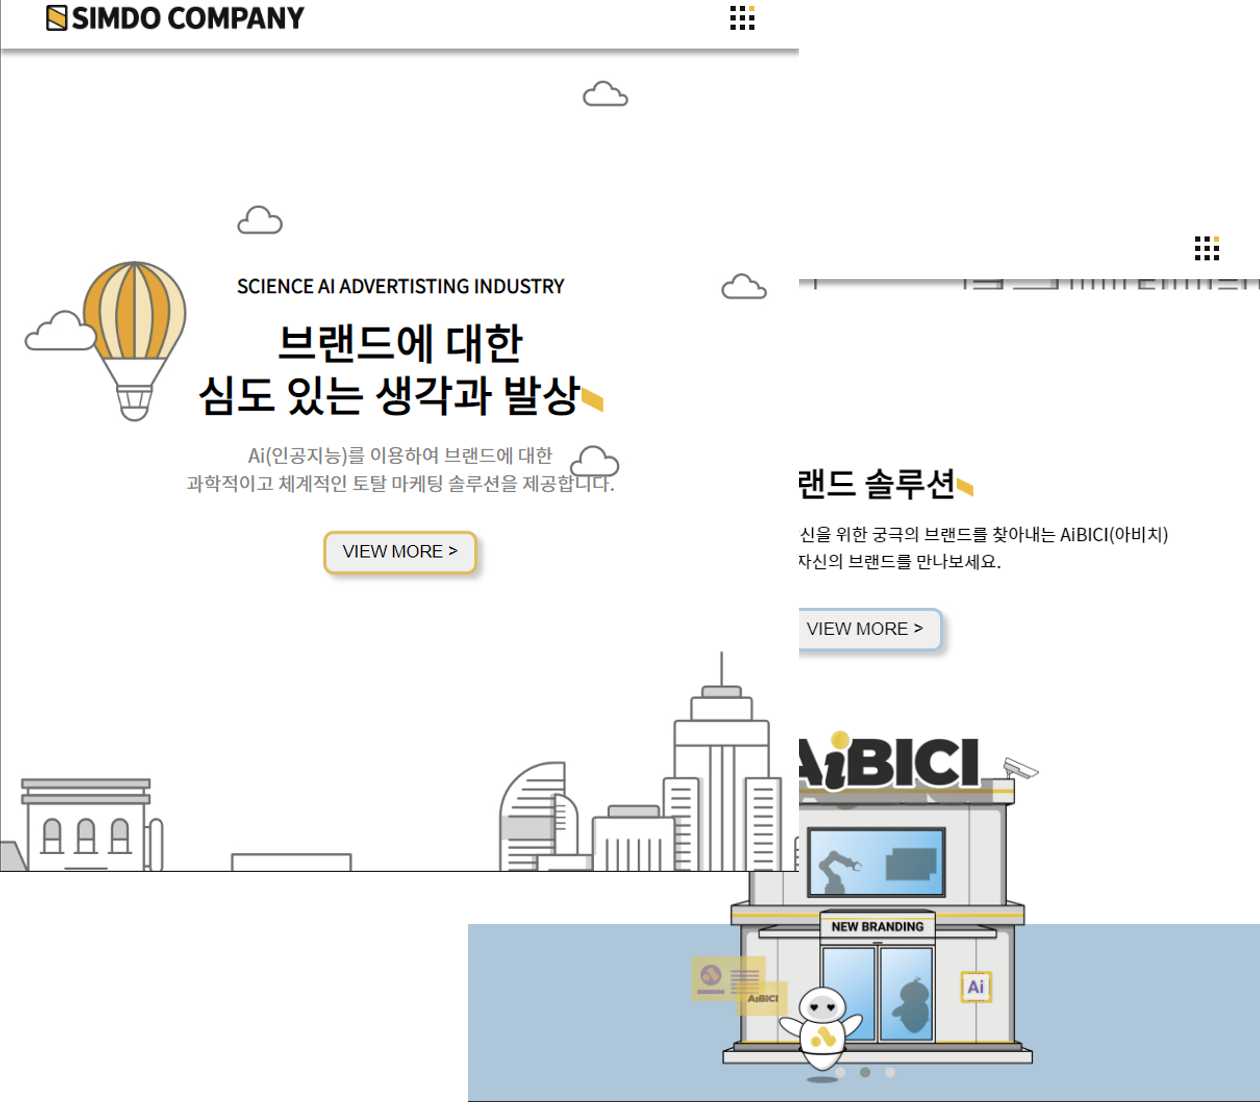 SIMDO COMPANY
SCIENCE AI ADVERTISTING INDUSTRY
브랜드에 대한
심도 있는 생각과 발상
Ai(인공지능)를 이용하여 브랜드에 대한
과학적이고 체계적인 토탈 마케팅 솔루션을 제공합니다.
VIEW MORE >
랜드 솔루션
신을 위한 궁극의 브랜드를 찾아내는 AiBICI(아비치)
자신의 브랜드를 만나보세요.
VIEW MORE >
AiBICI
NEW BRANDING
AiBICI
Ai